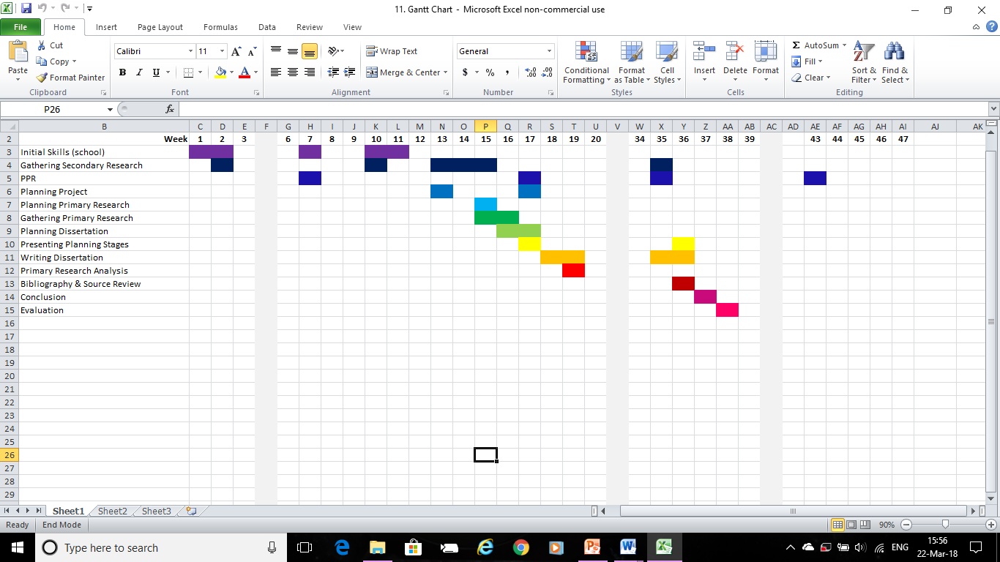 11. Gantt Chart - Microsoft Excel non-commercial use
File Home Insert Page Layout Formulas Data Review View
Paste
Cut
Copy
Format Painter
Clipboard
Calibri 11
B I U
Font
Wrap Text
Merge & Center
Alignment
General
$ % ,
Number
Conditional Formatting
Format as Table
Cell Styles
Styles
Insert Delete Format
Cells
AutoSum
Fill
Clear
Sort & Filter
Find & Select
Editing
P26 fx
B C D E F G H I J K L M N O P Q R S T U V W X Y Z AA AB AC AD AE AF AG AH AI AJ AK
2 Week 1 2 3 6 7 8 9 10 11 12 13 14 15 16 17 18 19 20 34 35 36 37 38 39 43 44 45 46 47
3 Initial Skills (school)
4 Gathering Secondary Research
5 PPR
6 Planning Project
7 Planning Primary Research
8 Gathering Primary Research
9 Planning Dissertation
10 Presenting Planning Stages
11 Writing Dissertation
12 Primary Research Analysis
13 Bibliography & Source Review
14 Conclusion
15 Evaluation
16
17
18
19
20
21
22
23
24
25
26
27
28
29
Sheet1 Sheet2 Sheet3
Ready End Mode 90%
Type here to search
ENG
15:56
22-Mar-18